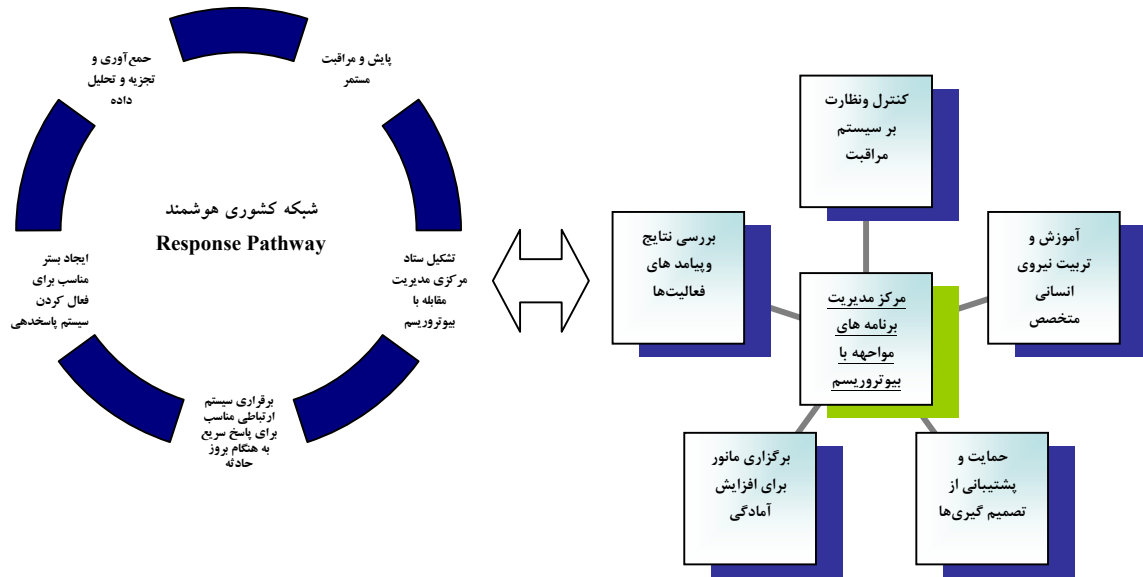 پایش و مراقبت
مستمر
حمع‌آوری و
تجزیه و تحلیل
داده
شبکه کشوری هوشمند
Response Pathway
تشکیل ستاد
مرکزی مدیریت
مقابله با
بیوتروریسم
ایجاد بستر
مناسب برای
فعال کردن
سیستم پاسخدهی
برقراری سیستم
ارتباطی مناسب
برای پاسخ سریع
به هنگام بروز
حادثه
کنترل ونظارت
بر سیستم
مراقبت
آموزش و
تربیت نیروی
انسانی
متخصص
بررسی نتایج
وپیامد های
فعالیت‌ها
مرکز مدیریت
برنامه های
مواحهه با
بیوتروریسم
حمایت و
پشتیبانی از
تصمیم گیری‌ها
برگزاری مانور
برای افزایش
آمادگی